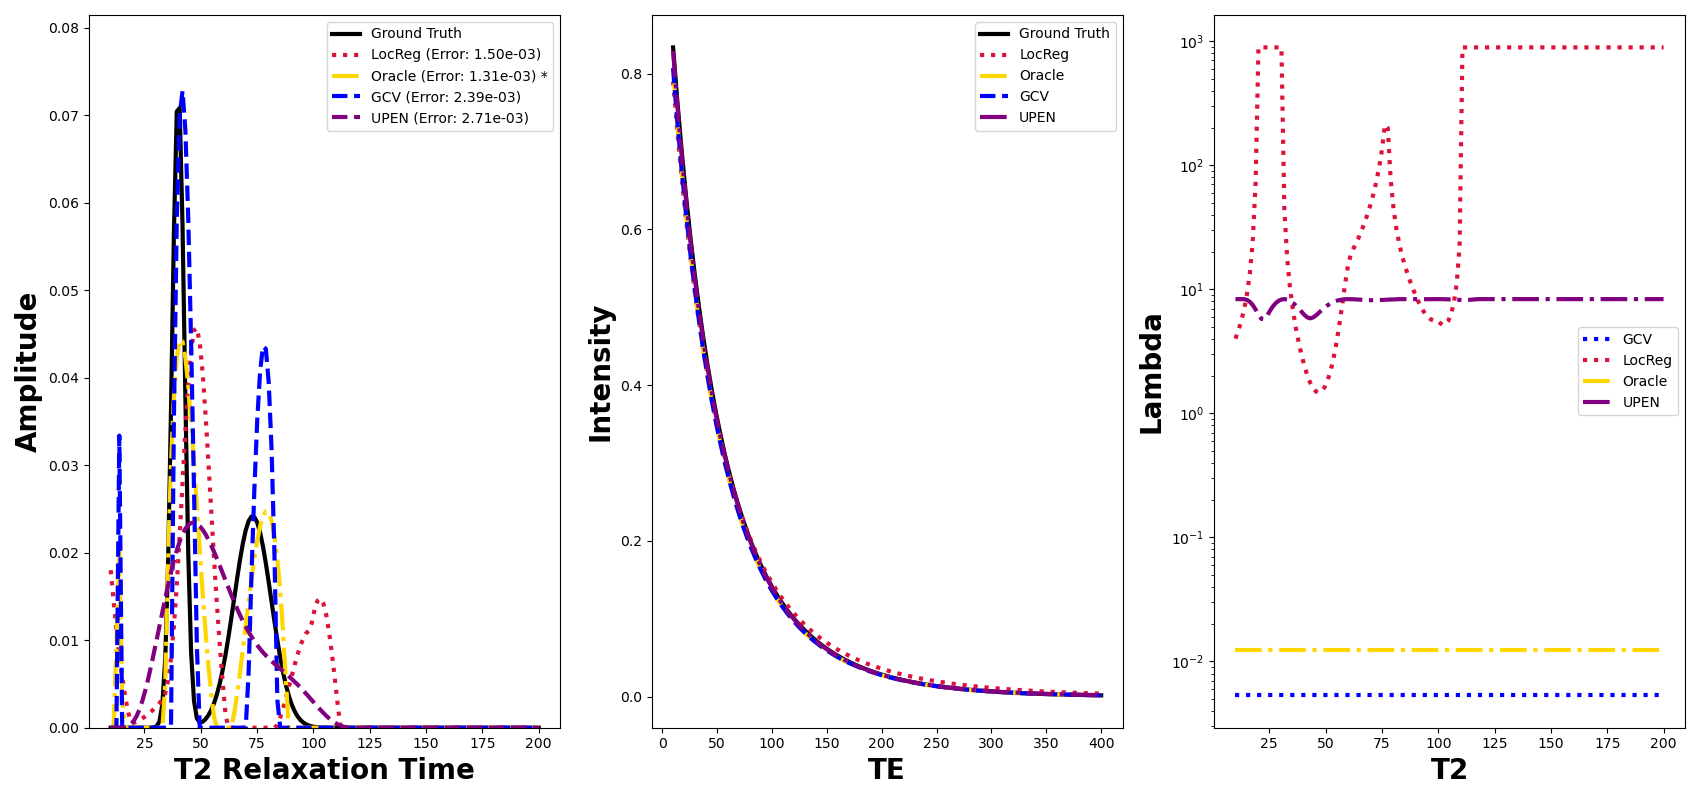 0.08
0.07
0.06
0.05
0.04
0.03
0.02
0.01
0.00
Amplitude
25 50 75 100 125 150 175 200
T2 Relaxation Time
Ground Truth
LocReg (Error: 1.50e-03)
Oracle (Error: 1.31e-03) *
GCV (Error: 2.39e-03)
UPEN (Error: 2.71e-03)
0.8
0.6
0.4
0.2
0.0
Intensity
0 50 100 150 200 250 300 350 400
TE
Ground Truth
LocReg
Oracle
GCV
UPEN
10³
10²
10¹
10⁰
10⁻¹
10⁻²
Lambda
25 50 75 100 125 150 175 200
T2
GCV
LocReg
Oracle
UPEN